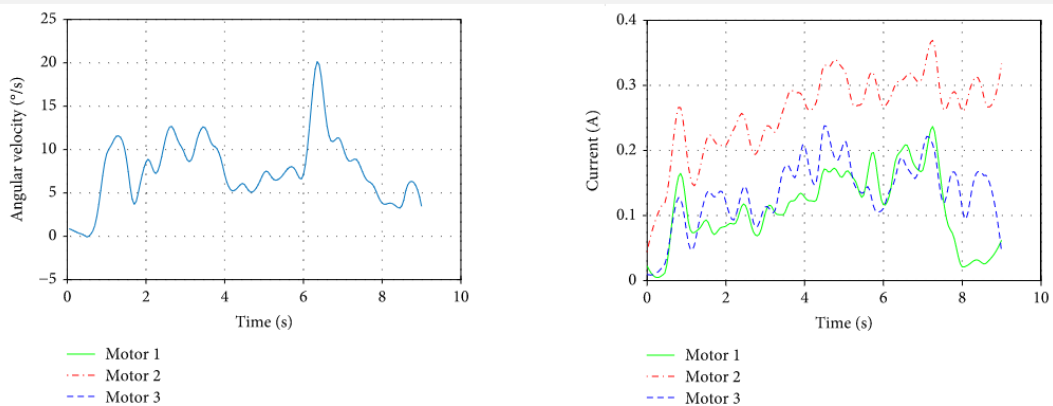 25
20
15
10
5
0
−5
Angular velocity (°/s)
0 2 4 6 8 10
Time (s)
Motor 1
Motor 2
Motor 3
0.4
0.3
0.2
0.1
0
Current (A)
0 2 4 6 8 10
Time (s)
Motor 1
Motor 2
Motor 3